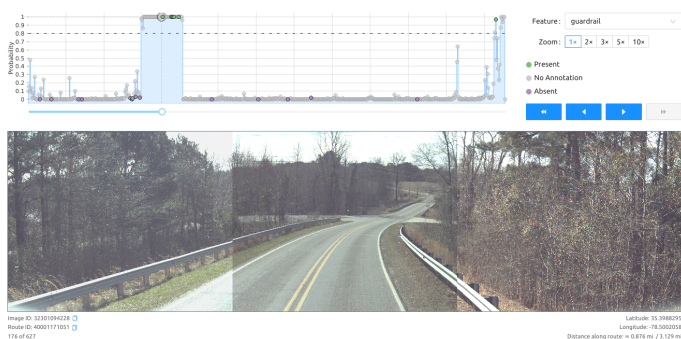 Probability
1
0.9
0.8
0.7
0.6
0.5
0.4
0.3
0.2
0.1
0
Feature: guardrail
Zoom: 1× 2× 3× 5× 10×
Present
No Annotation
Absent
Image ID: 32301094228
Route ID: 40001171051
176 of 627
Latitude: 35.3988295
Longitude: -78.5002058
Distance along route: ≈ 0.876 mi / 3.129 mi